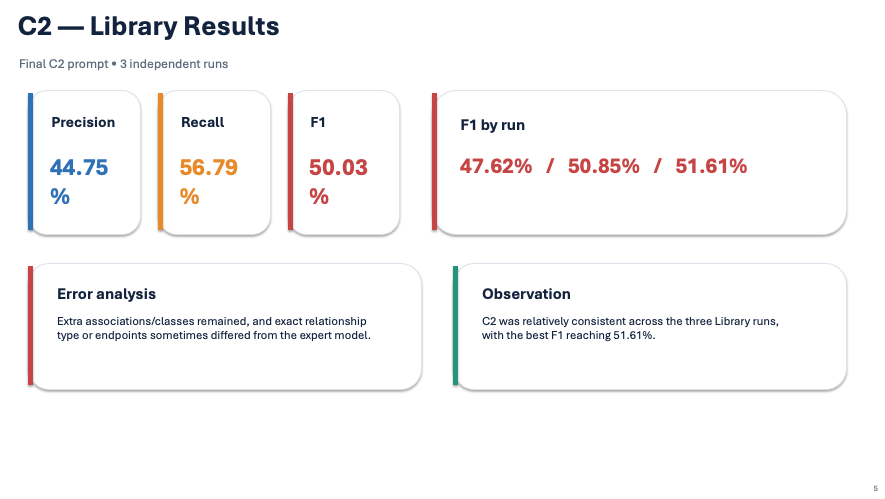 C2 — Library Results
Final C2 prompt • 3 independent runs
Precision
44.75
%
Recall
56.79
%
F1
50.03
%
F1 by run
47.62% / 50.85% / 51.61%
Error analysis
Extra associations/classes remained, and exact relationship
type or endpoints sometimes differed from the expert model.
Observation
C2 was relatively consistent across the three Library runs,
with the best F1 reaching 51.61%.
5